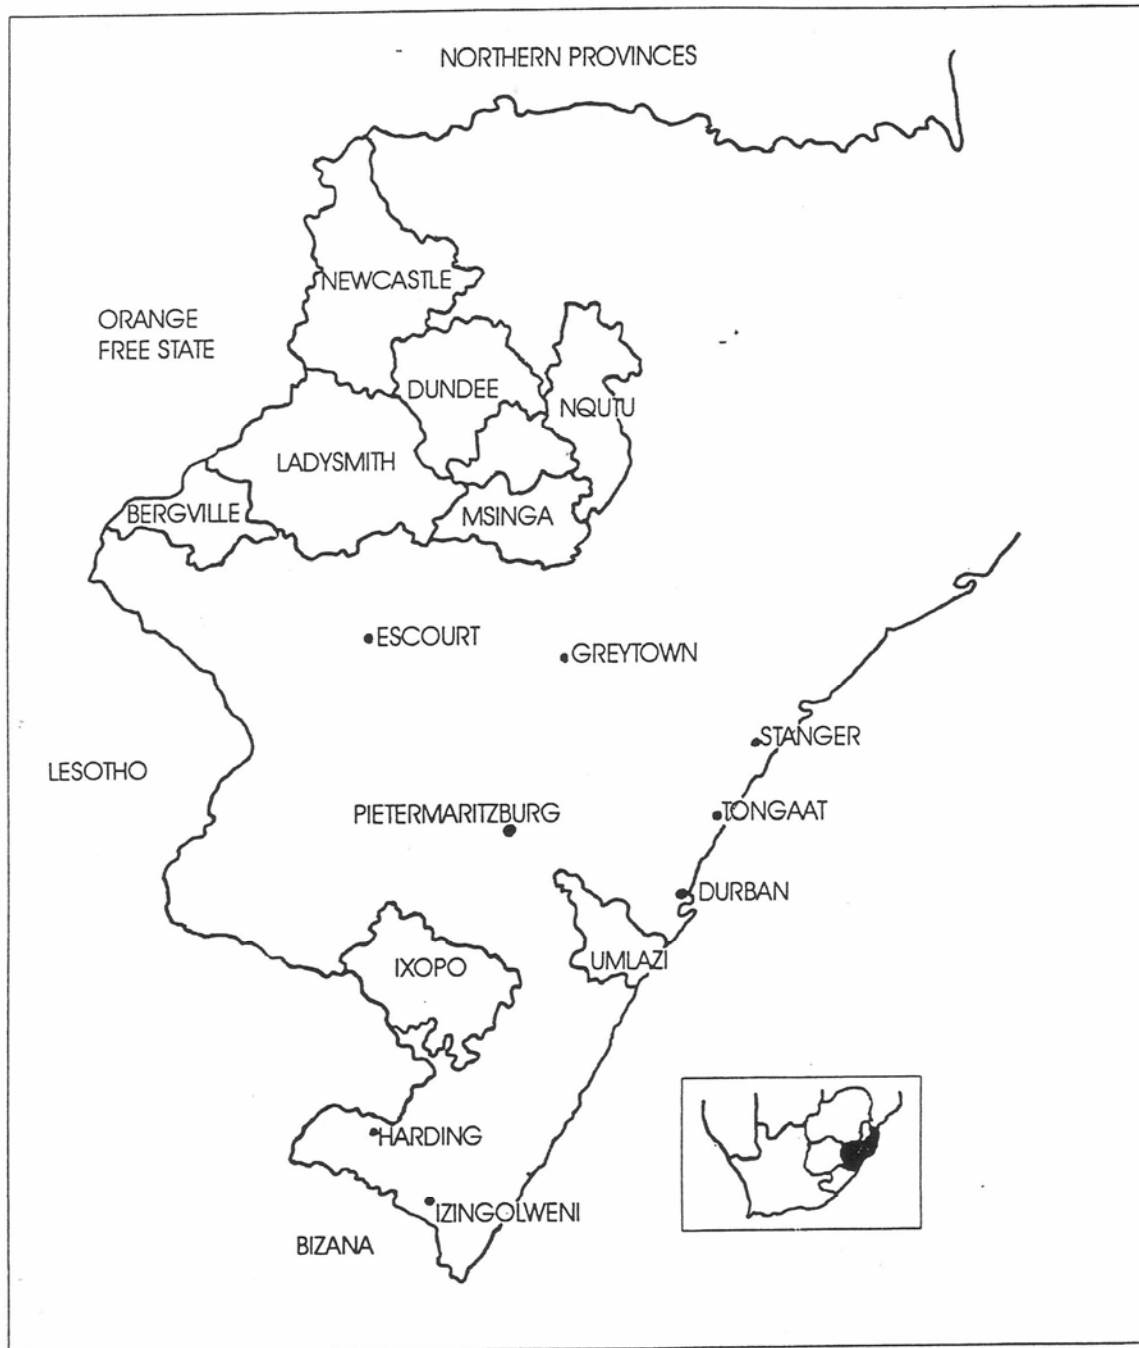 NORTHERN PROVINCES
NEWCASTLE
ORANGE
FREE STATE
DUNDEE
NQUTU
LADYSMITH
BERGVILLE
MSINGA
ESCOURT
GREYTOWN
STANGER
LESOTHO
PIETERMARITZBURG
TONGAAT
DURBAN
UMLAZI
IXOPO
HARDING
IZINGOLWENI
BIZANA